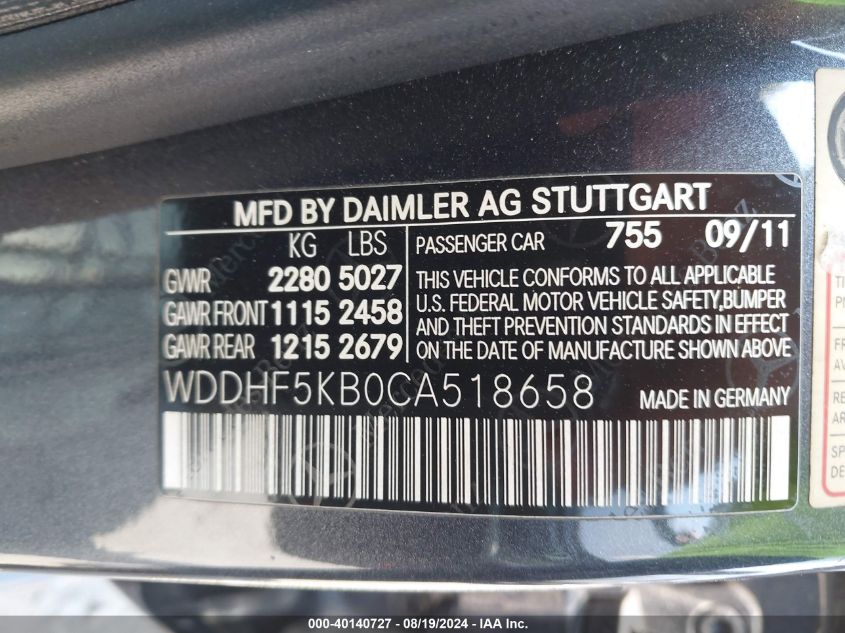 MFD BY DAIMLER AG STUTTGART
KG LBS
GVWR 2280 5027
GAWR FRONT 1115 2458
GAWR REAR 1215 2679
PASSENGER CAR 755 09/11
THIS VEHICLE CONFORMS TO ALL APPLICABLE
U.S. FEDERAL MOTOR VEHICLE SAFETY, BUMPER
AND THEFT PREVENTION STANDARDS IN EFFECT
ON THE DATE OF MANUFACTURE SHOWN ABOVE
WDDHF5KB0CA518658 MADE IN GERMANY
000-40140727 - 08/19/2024 - IAAI.com